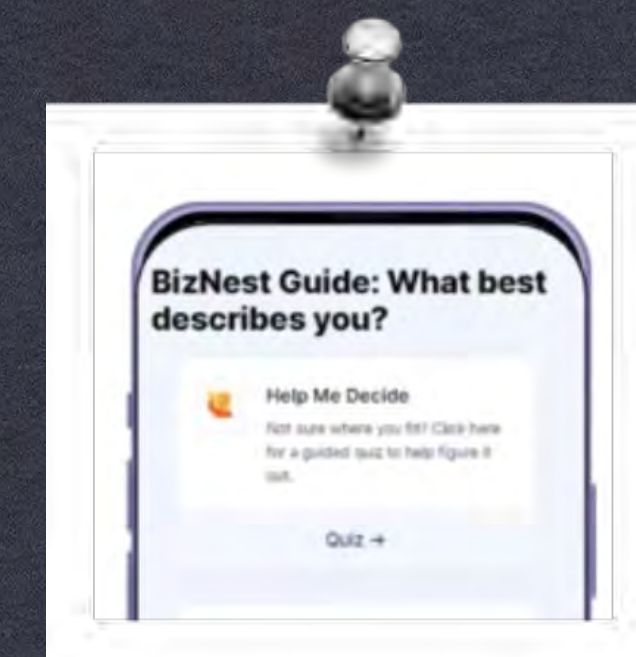 BizNest Guide: What best
describes you?
Help Me Decide
Not sure where you fit? Click here
for a guided quiz to help figure it
out.
Quiz →